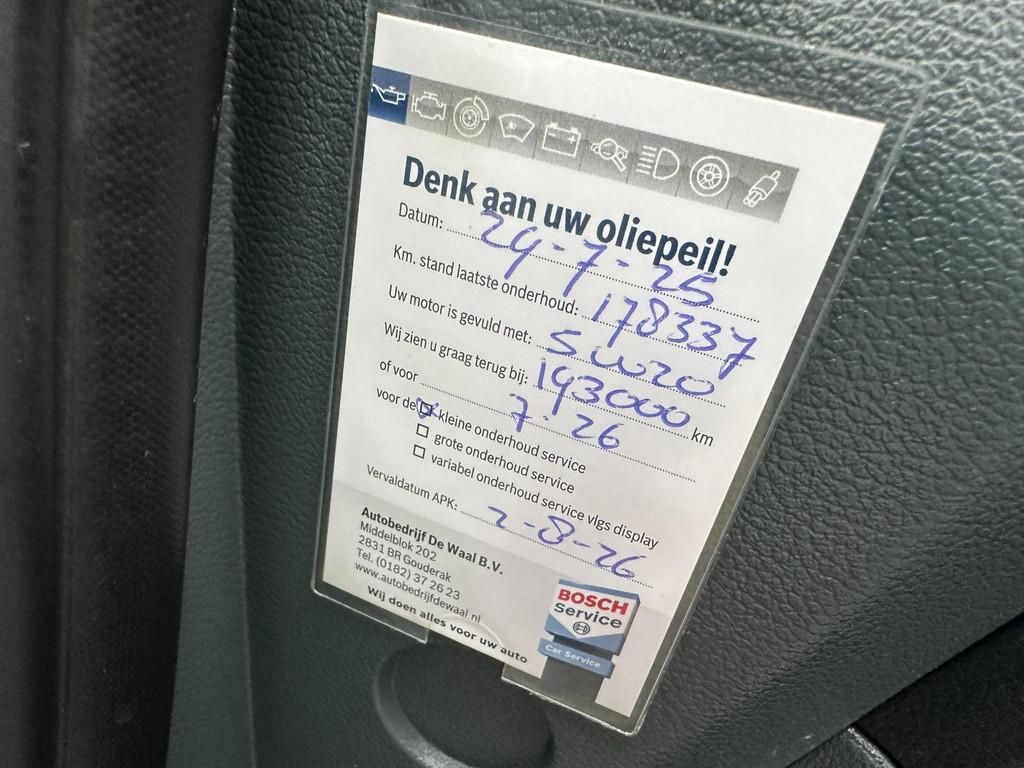 Denk aan uw oliepeil!
Datum: 29-7-25
Km. stand laatste onderhoud: 178337
Uw motor is gevuld met: 5W20
Wij zien u graag terug bij: 193000 km
of voor 7-26
voor de kleine onderhoud service
grote onderhoud service
variabel onderhoud service vlgs display
Vervaldatum APK: 2-8-26
Autobedrijf De Waal B.V.
Middelblok 202
2831 BR Gouderak
Tel. (0182) 37 26 23
www.autobedrijfdewaal.nl
Wij doen alles voor uw auto
BOSCH
Service
Car Service